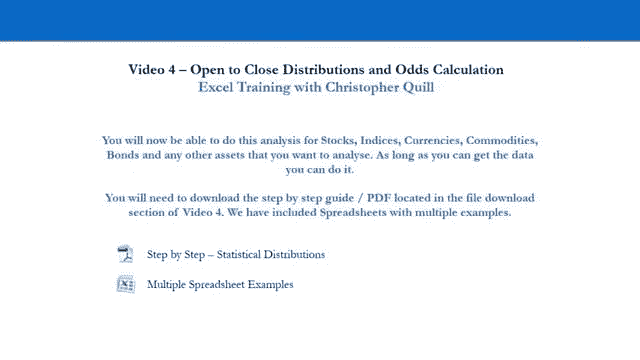 Video 4 – Open to Close Distributions and Odds Calculation
Excel Training with Christopher Quill
You will now be able to do this analysis for Stocks, Indices, Currencies, Commodities,
Bonds and any other assets that you want to analyse. As long as you can get the data
you can do it.
You will need to download the step by step guide / PDF located in the file download
section of Video 4. We have included Spreadsheets with multiple examples.
Step by Step – Statistical Distributions
Multiple Spreadsheet Examples